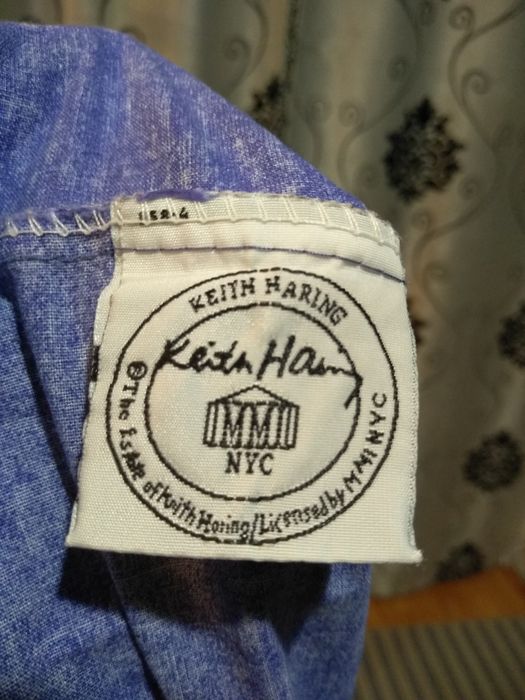 KEITH HARING
Keith Haring
MMI
NYC
©The Estate of Keith Haring/Licensed by MMI NYC